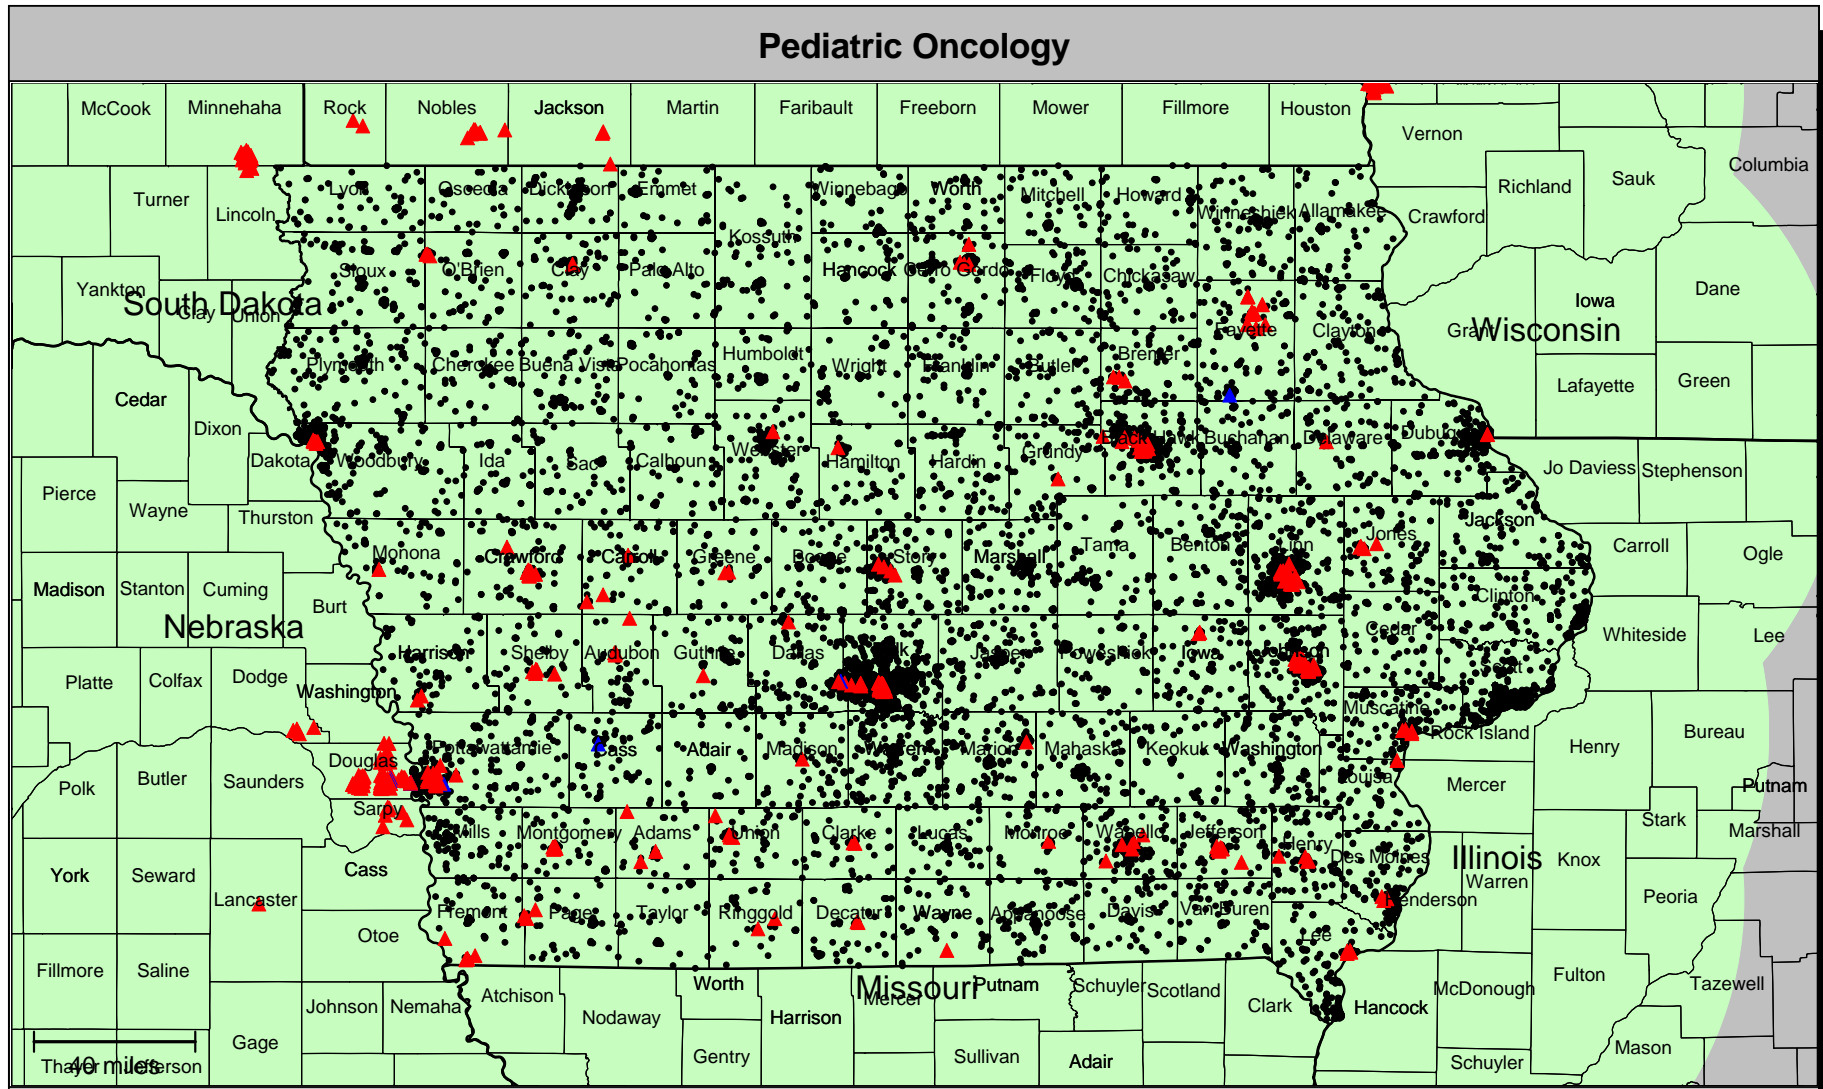 Pediatric Oncology
McCook
Minnehaha
Rock
Nobles
Jackson
Martin
Faribault
Freeborn
Mower
Fillmore
Houston
Vernon
Columbia
Turner
Lincoln
Lyon
Osceola
Dickinson
Emmet
Winnebago
Worth
Mitchell
Howard
Winneshiek
Allamakee
Crawford
Richland
Sauk
Kossuth
Yankton
South Dakota
Clay
Union
Sioux
O'Brien
Clay
Palo Alto
Hancock
Cerro Gordo
Floyd
Chickasaw
Fayette
Clayton
Grant
Wisconsin
Iowa
Dane
Plymouth
Cherokee
Buena Vista
Pocahontas
Humboldt
Wright
Franklin
Butler
Bremer
Lafayette
Green
Cedar
Dixon
Dakota
Woodbury
Ida
Sac
Calhoun
Webster
Hamilton
Hardin
Grundy
Black Hawk
Buchanan
Delaware
Dubuque
Jo Daviess
Stephenson
Pierce
Wayne
Thurston
Monona
Crawford
Carroll
Greene
Boone
Story
Marshall
Tama
Benton
Linn
Jones
Jackson
Carroll
Ogle
Madison
Stanton
Cuming
Burt
Nebraska
Clinton
Harrison
Shelby
Audubon
Guthrie
Dallas
Polk
Jasper
Poweshiek
Iowa
Johnson
Cedar
Scott
Whiteside
Lee
Platte
Colfax
Dodge
Washington
Muscatine
Rock Island
Henry
Bureau
Douglas
Pottawattamie
Cass
Adair
Madison
Warren
Marion
Mahaska
Keokuk
Washington
Louisa
Mercer
Putnam
Polk
Butler
Saunders
Sarpy
Mills
Montgomery
Adams
Union
Clarke
Lucas
Monroe
Wapello
Jefferson
Henry
Des Moines
Illinois
Warren
Knox
Stark
Marshall
Peoria
York
Seward
Cass
Lancaster
Otoe
Fremont
Page
Taylor
Ringgold
Decatur
Wayne
Appanoose
Davis
Van Buren
Lee
Henderson
Fillmore
Saline
Johnson
Nemaha
Atchison
Nodaway
Worth
Harrison
Mercer
Missouri
Putnam
Schuyler
Scotland
Clark
Hancock
McDonough
Fulton
Tazewell
Gage
Gentry
Sullivan
Adair
Schuyler
Mason
Thayer
Jefferson
40 miles